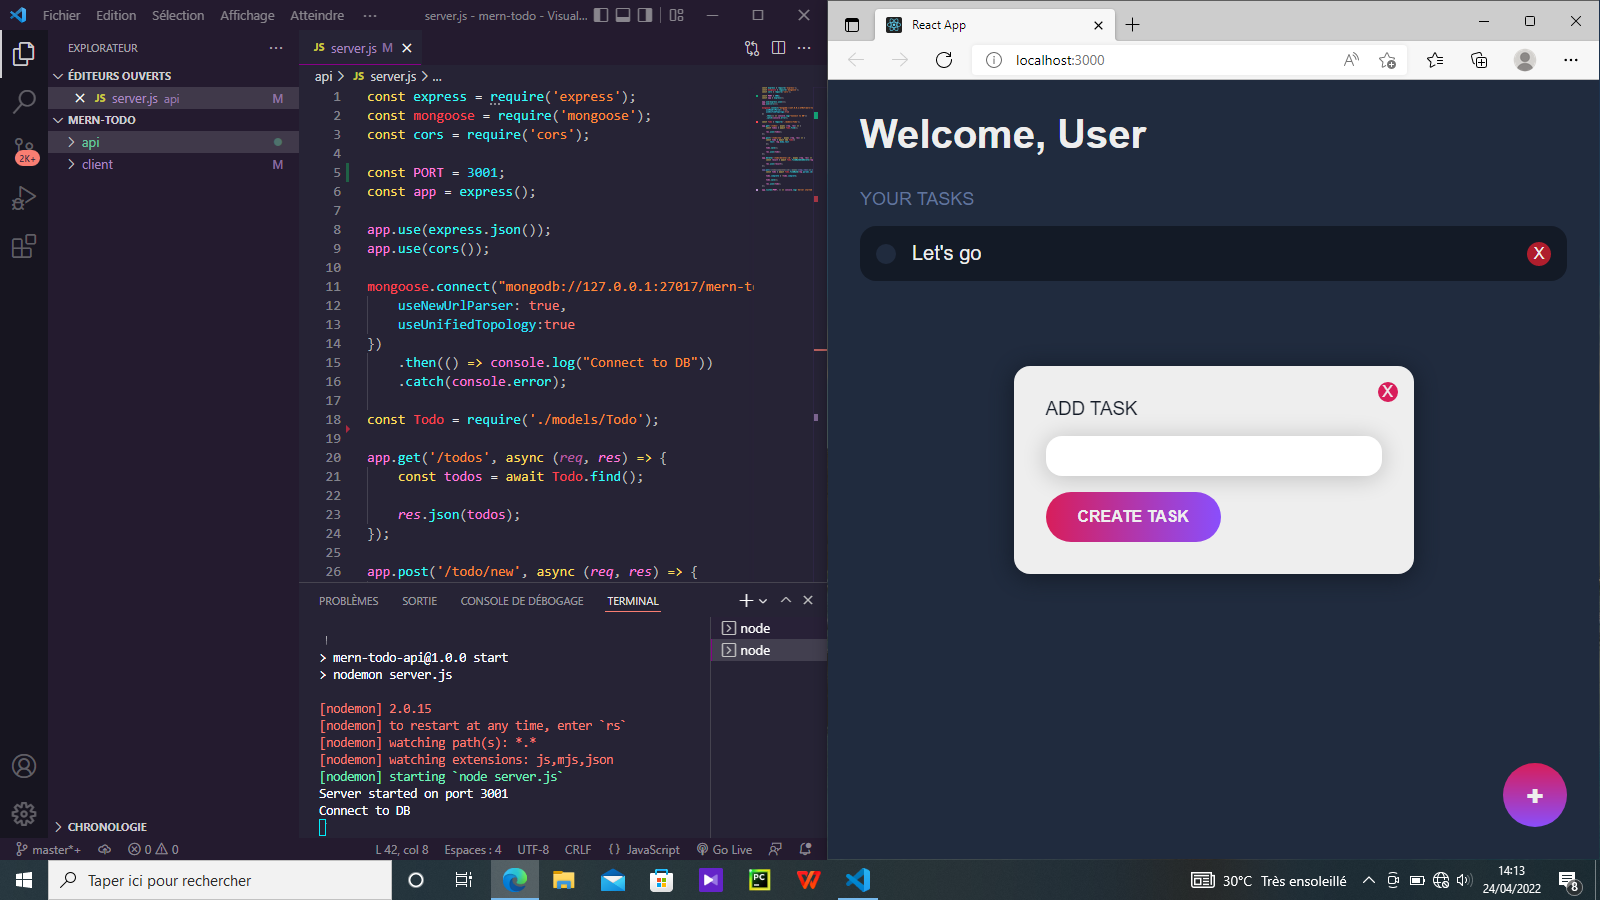 Fichier Edition Sélection Affichage Atteindre ··· server.js - mern-todo - Visual...
EXPLORATEUR ···
ÉDITEURS OUVERTS
JS server.js api M
MERN-TODO
api
client M
2K+
CHRONOLOGIE
JS server.js M
api > JS server.js > ...
1 const express = require('express');
2 const mongoose = require('mongoose');
3 const cors = require('cors');
4
5 const PORT = 3001;
6 const app = express();
7
8 app.use(express.json());
9 app.use(cors());
10
11 mongoose.connect("mongodb://127.0.0.1:27017/mern-t
12 useNewUrlParser: true,
13 useUnifiedTopology:true
14 })
15 .then(() => console.log("Connect to DB"))
16 .catch(console.error);
17
18 const Todo = require('./models/Todo');
19
20 app.get('/todos', async (req, res) => {
21 const todos = await Todo.find();
22
23 res.json(todos);
24 });
25
26 app.post('/todo/new', async (req, res) => {
PROBLÈMES SORTIE CONSOLE DE DÉBOGAGE TERMINAL
node
node
> mern-todo-api@1.0.0 start
> nodemon server.js
[nodemon] 2.0.15
[nodemon] to restart at any time, enter `rs`
[nodemon] watching path(s): *.*
[nodemon] watching extensions: js,mjs,json
[nodemon] starting `node server.js`
Server started on port 3001
Connect to DB
master*+ 0 0 L 42, col 8 Espaces : 4 UTF-8 CRLF {} JavaScript Go Live
React App
localhost:3000
Welcome, User
YOUR TASKS
Let's go X
X
ADD TASK
CREATE TASK
+
Taper ici pour rechercher
PC
30°C Très ensoleillé
14:13
24/04/2022
8